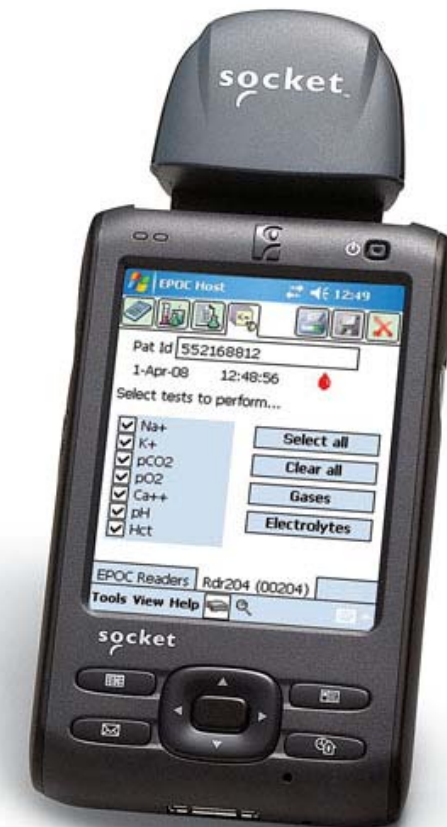 socket
EPOC Host 12:49
Pat Id 552168812
1-Apr-08 12:48:56
Select tests to perform...
Na+
K+
pCO2
pO2
Ca++
pH
Hct
Select all
Clear all
Gases
Electrolytes
EPOC Readers Rdr204 (00204)
Tools View Help
socket